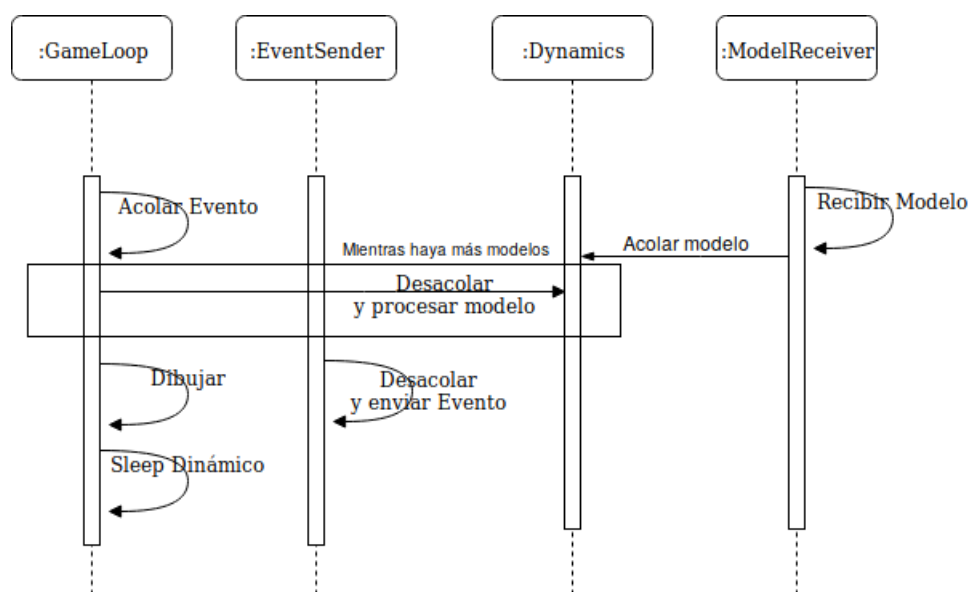 :GameLoop
:EventSender
:Dynamics
:ModelReceiver
Acolar Evento
Recibir Modelo
Mientras haya más modelos
Acolar modelo
Desacolar
y procesar modelo
Dibujar
Desacolar
y enviar Evento
Sleep Dinámico